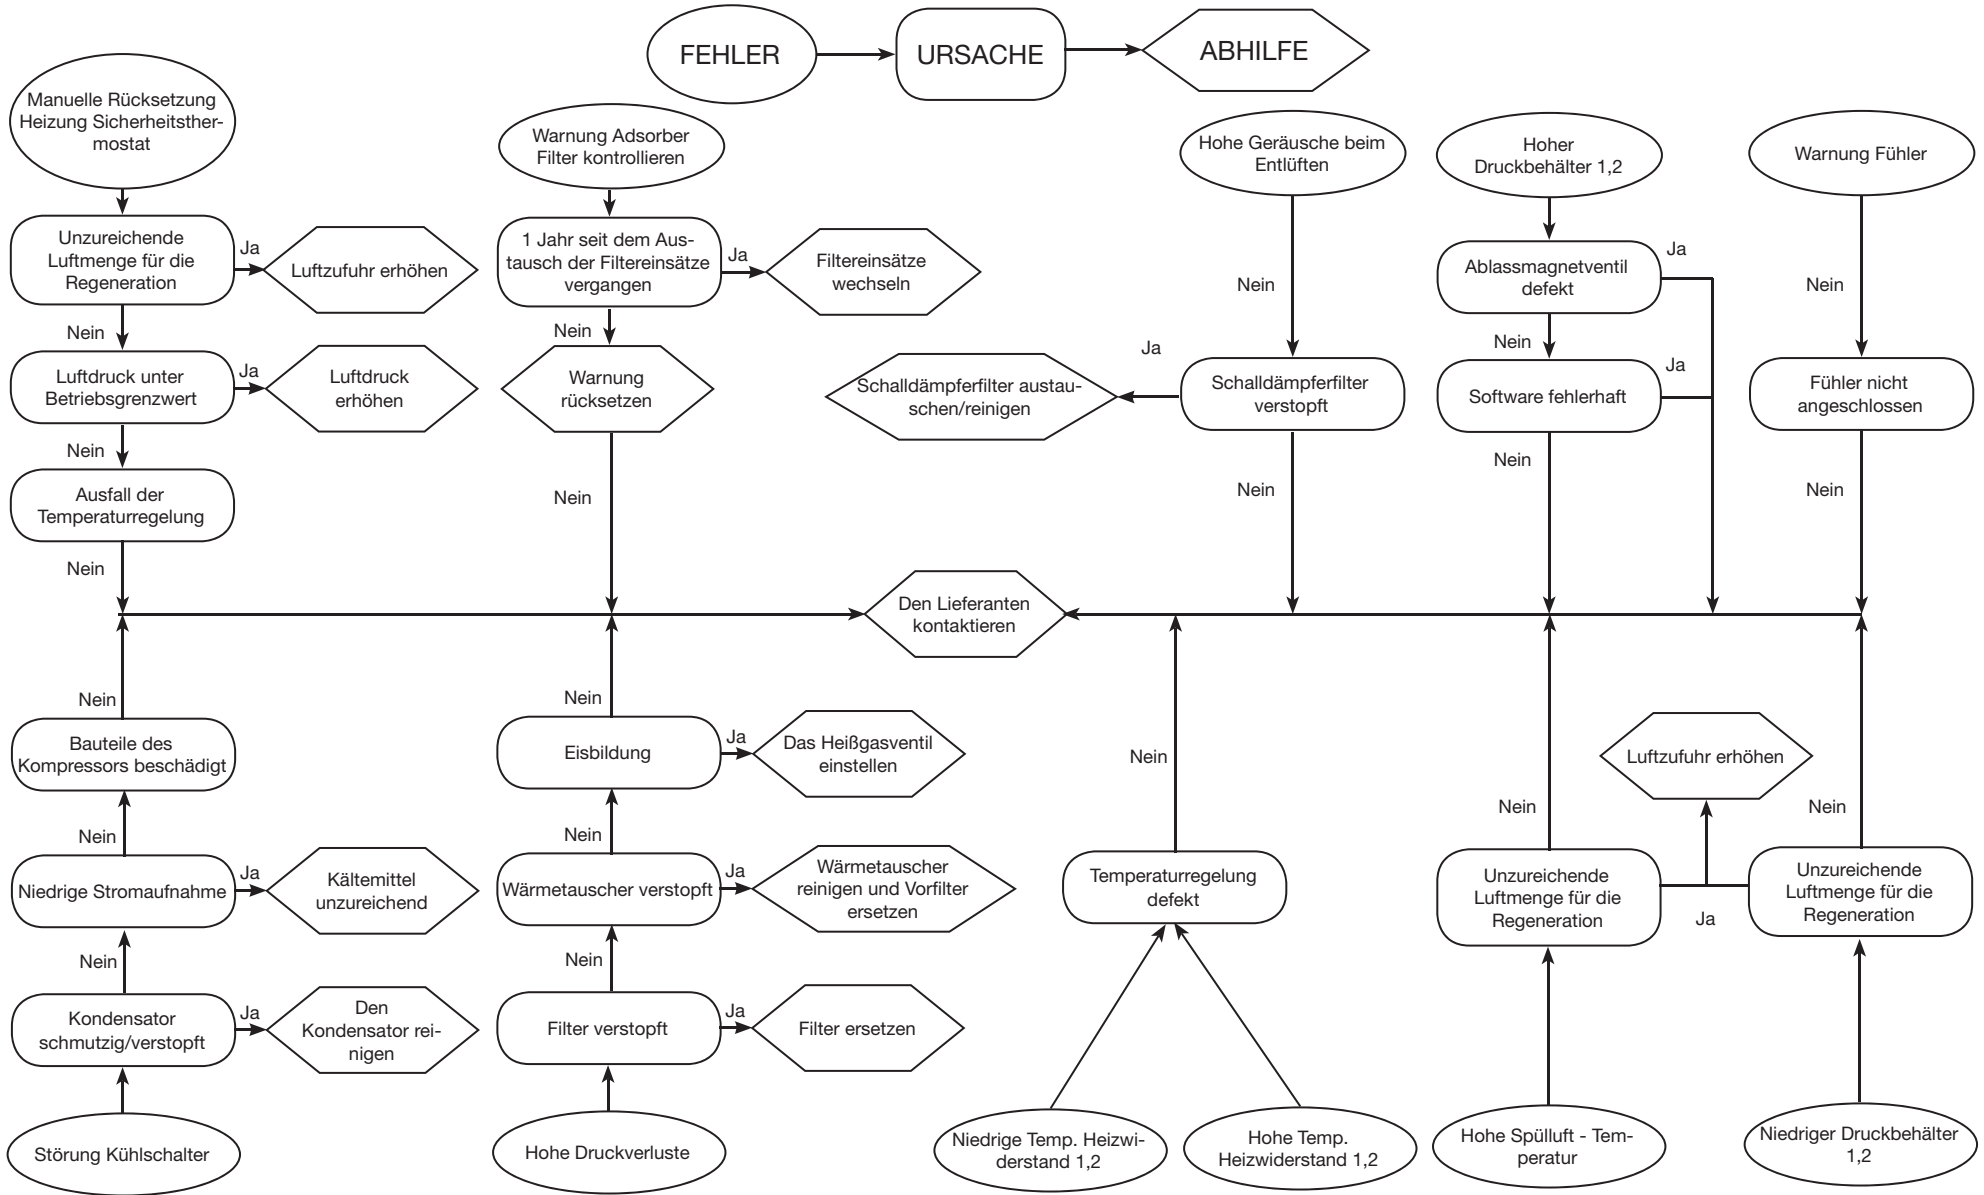 FEHLER
URSACHE
ABHILFE
Manuelle Rücksetzung
Heizung Sicherheitsther-
mostat
Unzureichende
Luftmenge für die
Regeneration
Ja
Luftzufuhr erhöhen
Nein
Luftdruck unter
Betriebsgrenzwert
Ja
Luftdruck
erhöhen
Nein
Ausfall der
Temperaturregelung
Nein
Warnung Adsorber
Filter kontrollieren
1 Jahr seit dem Aus-
tausch der Filtereinsätze
vergangen
Ja
Filtereinsätze
wechseln
Nein
Warnung
rücksetzen
Nein
Hohe Geräusche beim
Entlüften
Nein
Schalldämpferfilter
verstopft
Ja
Schalldämpferfilter austau-
schen/reinigen
Nein
Hoher
Druckbehälter 1,2
Ablassmagnetventil
defekt
Ja
Nein
Software fehlerhaft
Ja
Nein
Warnung Fühler
Nein
Fühler nicht
angeschlossen
Nein
Den Lieferanten
kontaktieren
Nein
Bauteile des
Kompressors beschädigt
Nein
Niedrige Stromaufnahme
Ja
Kältemittel
unzureichend
Nein
Kondensator
schmutzig/verstopft
Ja
Den
Kondensator rei-
nigen
Störung Kühlschalter
Nein
Eisbildung
Ja
Das Heißgasventil
einstellen
Nein
Wärmetauscher verstopft
Ja
Wärmetauscher
reinigen und Vorfilter
ersetzen
Nein
Filter verstopft
Ja
Filter ersetzen
Hohe Druckverluste
Nein
Temperaturregelung
defekt
Niedrige Temp. Heizwi-
derstand 1,2
Hohe Temp.
Heizwiderstand 1,2
Nein
Unzureichende
Luftmenge für die
Regeneration
Hohe Spülluft - Tem-
peratur
Luftzufuhr erhöhen
Ja
Nein
Unzureichende
Luftmenge für die
Regeneration
Niedriger Druckbehälter
1,2